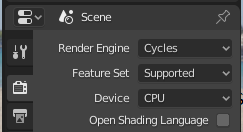 Scene
Render Engine Cycles
Feature Set Supported
Device CPU
Open Shading Language